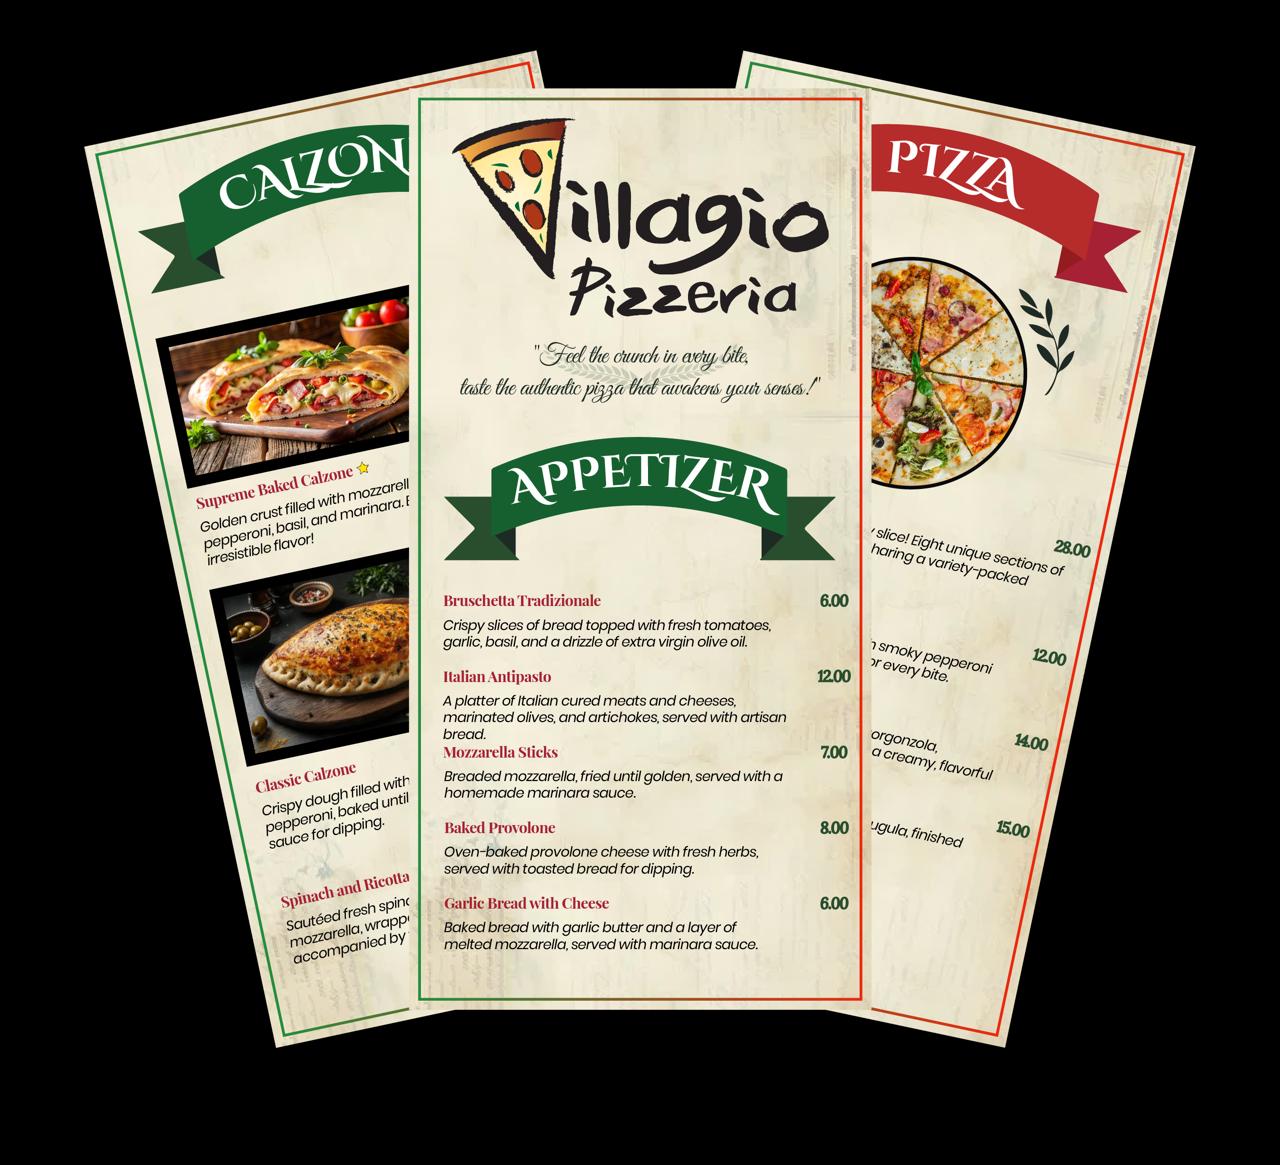 CALZON
Supreme Baked Calzone
Golden crust filled with mozzarell
pepperoni, basil, and marinara.
irresistible flavor!
Classic Calzone
Crispy dough filled with
pepperoni, baked until
sauce for dipping.
Spinach and Ricotta
Sautéed fresh spina
mozzarella, wrapp
accompanied by
Villagio
Pizzeria
"Feel the crunch in every bite,
taste the authentic pizza that awakens your senses!"
APPETIZER
Bruschetta Tradizionale 6.00
Crispy slices of bread topped with fresh tomatoes,
garlic, basil, and a drizzle of extra virgin olive oil.
Italian Antipasto 12.00
A platter of Italian cured meats and cheeses,
marinated olives, and artichokes, served with artisan
bread.
Mozzarella Sticks 7.00
Breaded mozzarella, fried until golden, served with a
homemade marinara sauce.
Baked Provolone 8.00
Oven-baked provolone cheese with fresh herbs,
served with toasted bread for dipping.
Garlic Bread with Cheese 6.00
Baked bread with garlic butter and a layer of
melted mozzarella, served with marinara sauce.
PIZZA
28.00
slice! Eight unique sections of
haring a variety-packed
12.00
smoky pepperoni
or every bite.
14.00
orgonzola,
a creamy, flavorful
15.00
ugula, finished